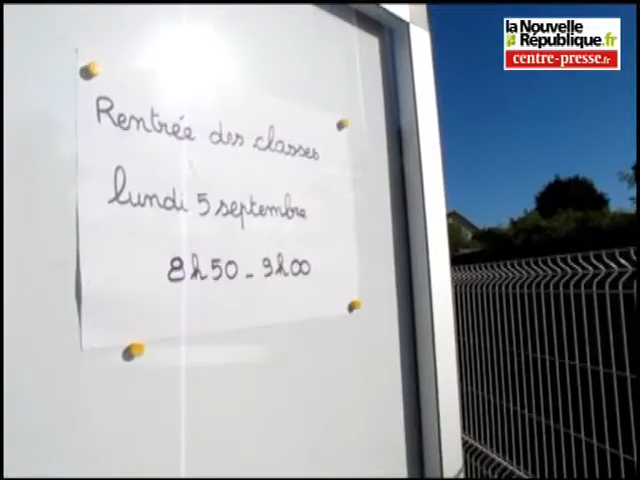 la Nouvelle
République.fr
centre-presse.fr
Rentrée des classes
lundi 5 septembre
8h50 - 9h00